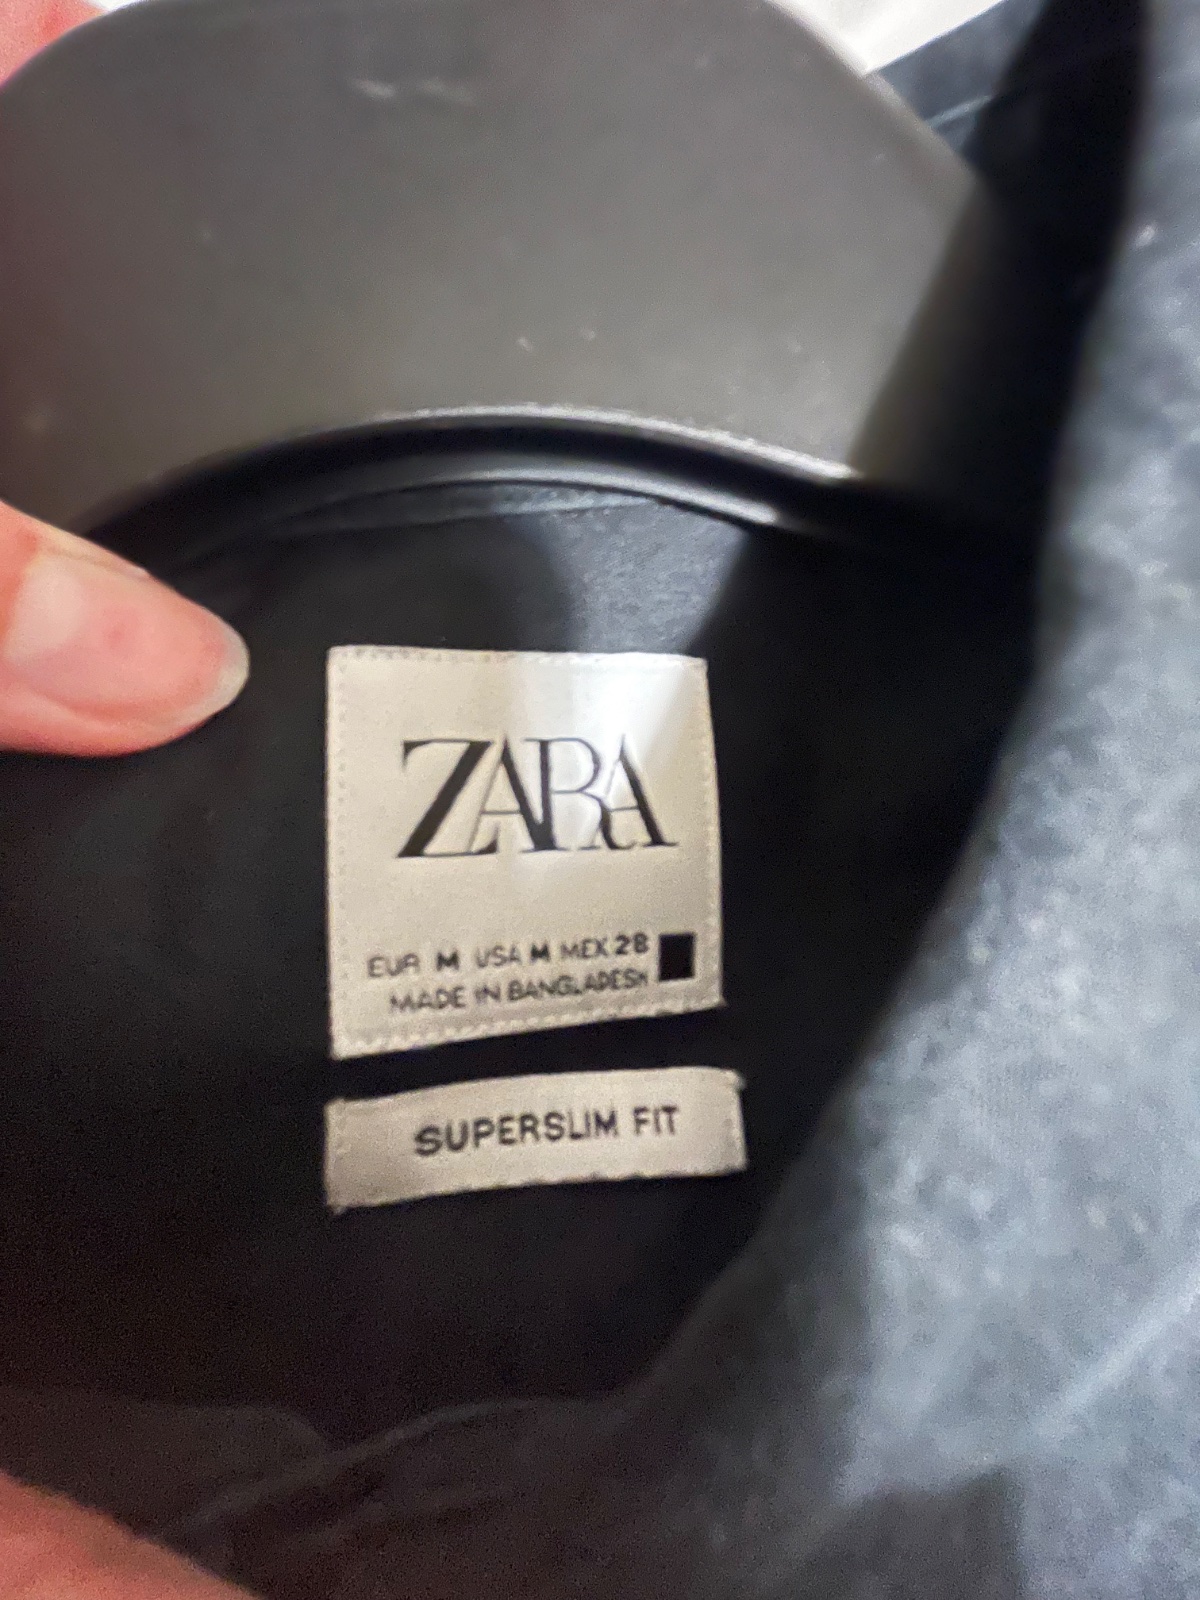 ZARA
EUR M USA M MEX 28
MADE IN BANGLADESH
SUPERSLIM FIT